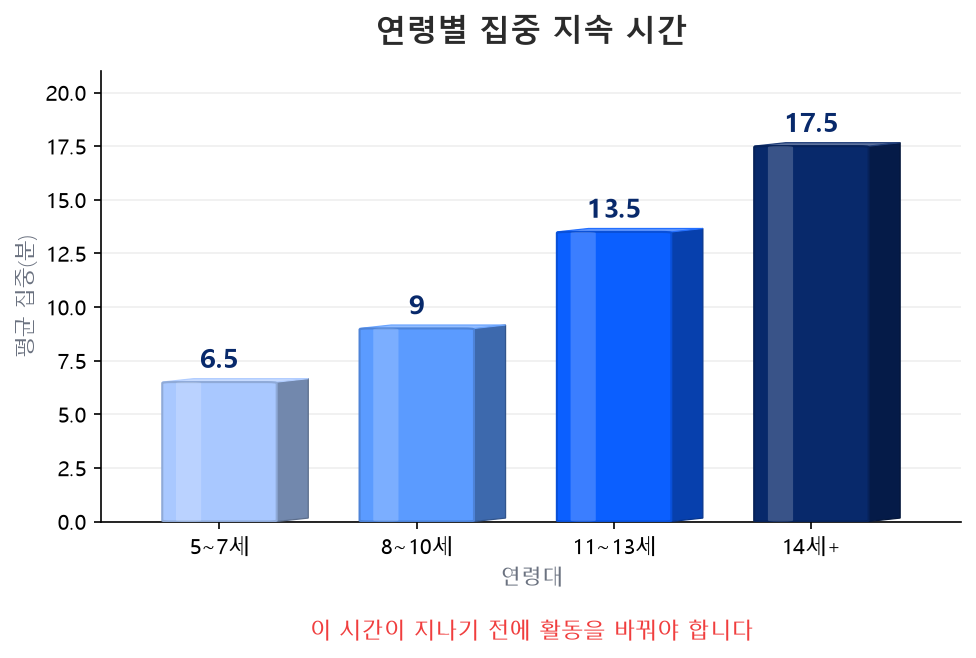 연령별 집중 지속 시간
평균 집중(분)
20.0
17.5
15.0
12.5
10.0
7.5
5.0
2.5
0.0
6.5
9
13.5
17.5
5~7세
8~10세
11~13세
14세+
연령대
이 시간이 지나기 전에 활동을 바꿔야 합니다